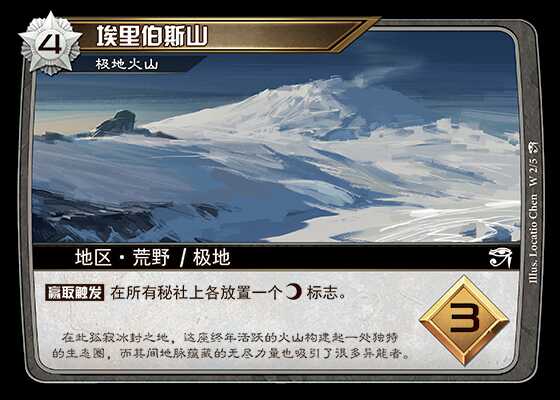 4
埃里伯斯山
极地火山
Illus. Locatio Chen W 2/5
地区·荒野 / 极地
赢取触发 在所有秘社上各放置一个☽标志。
3
在此孤寂冰封之地，这座终年活跃的火山构建起一处独特
的生态圈，而其间地脉蕴藏的无尽力量也吸引了很多异能者。